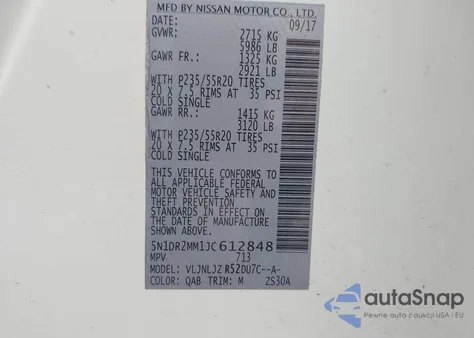 MFD BY NISSAN MOTOR CO., LTD.
DATE: 09/17
GVWR: 2715 KG
5986 LB
GAWR FR.: 1325 KG
2921 LB
WITH P235/55R20 TIRES
20 X 7.5 RIMS AT 35 PSI
COLD SINGLE
GAWR RR.: 1415 KG
3120 LB
WITH P235/55R20 TIRES
20 X 7.5 RIMS AT 35 PSI
COLD SINGLE
THIS VEHICLE CONFORMS TO
ALL APPLICABLE FEDERAL
MOTOR VEHICLE SAFETY AND
THEFT PREVENTION
STANDARDS IN EFFECT ON
THE DATE OF MANUFACTURE
SHOWN ABOVE.
5N1DR2MM1JC612848
MPV 713
MODEL: VLJNLJZ R52DU7C--A-
COLOR: QAB TRIM: M ZS30A
autaSnap
Pewne auta z aukcji USA i EU